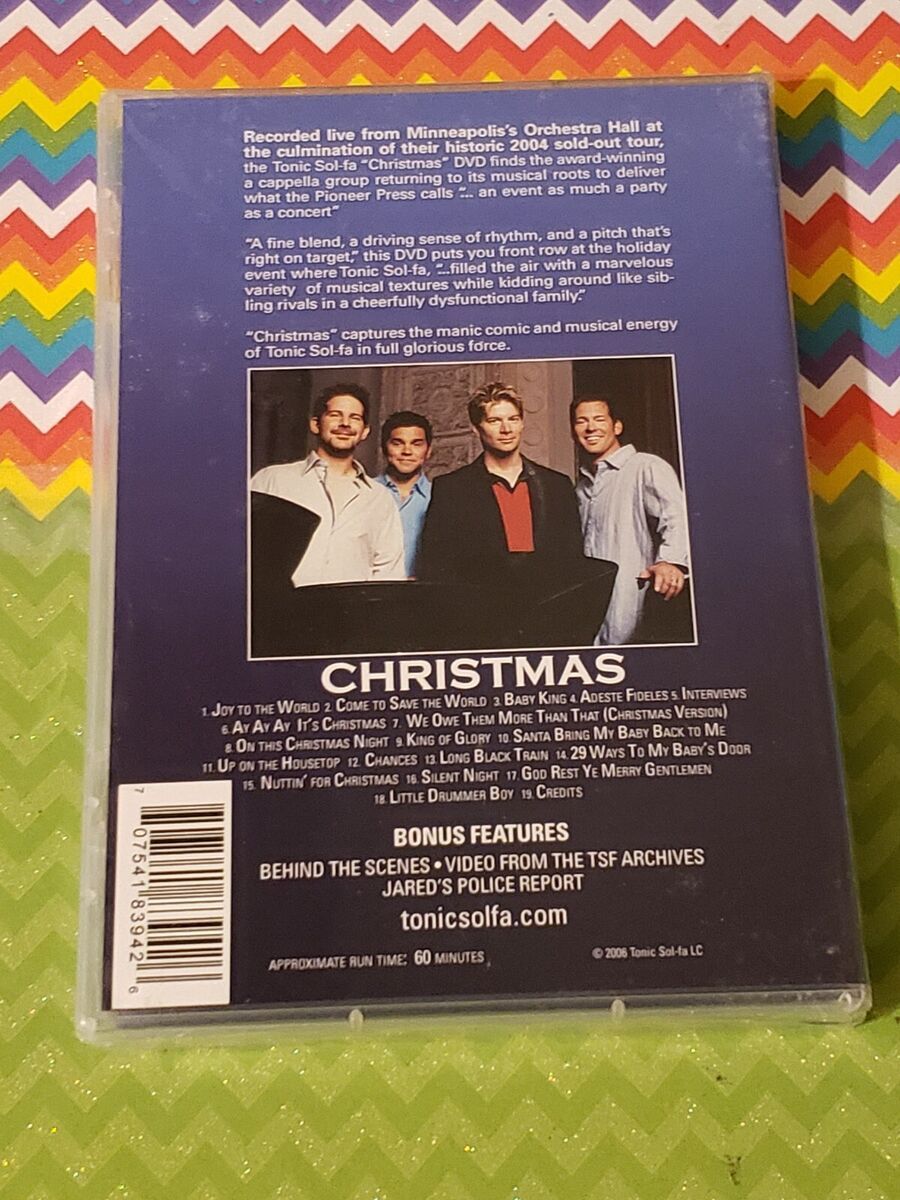 Recorded live from Minneapolis's Orchestra Hall at
the culmination of their historic 2004 sold-out tour,
the Tonic Sol-fa "Christmas" DVD finds the award-winning
a cappella group returning to its musical roots to deliver
what the Pioneer Press calls "... an event as much a party
as a concert"
"A fine blend, a driving sense of rhythm, and a pitch that's
right on target," this DVD puts you front row at the holiday
event where Tonic Sol-fa, "...filled the air with a marvelous
variety of musical textures while kidding around like sib-
ling rivals in a cheerfully dysfunctional family."
"Christmas" captures the manic comic and musical energy
of Tonic Sol-fa in full glorious force.
CHRISTMAS
1. Joy to the World 2. Come to Save the World 3. Baby King 4. Adeste Fideles 5. Interviews
6. Ay Ay Ay It's Christmas 7. We Owe Them More Than That (Christmas Version)
8. On this Christmas Night 9. King of Glory 10. Santa Bring My Baby Back to Me
11. Up on the Housetop 12. Chances 13. Long Black Train 14. 29 Ways To My Baby's Door
15. Nuttin' for Christmas 16. Silent Night 17. God Rest Ye Merry Gentlemen
18. Little Drummer Boy 19. Credits
BONUS FEATURES
BEHIND THE SCENES • VIDEO FROM THE TSF ARCHIVES
JARED'S POLICE REPORT
tonicsolfa.com
APPROXIMATE RUN TIME: 60 MINUTES
© 2006 Tonic Sol-fa LC
7 07541 83942 6